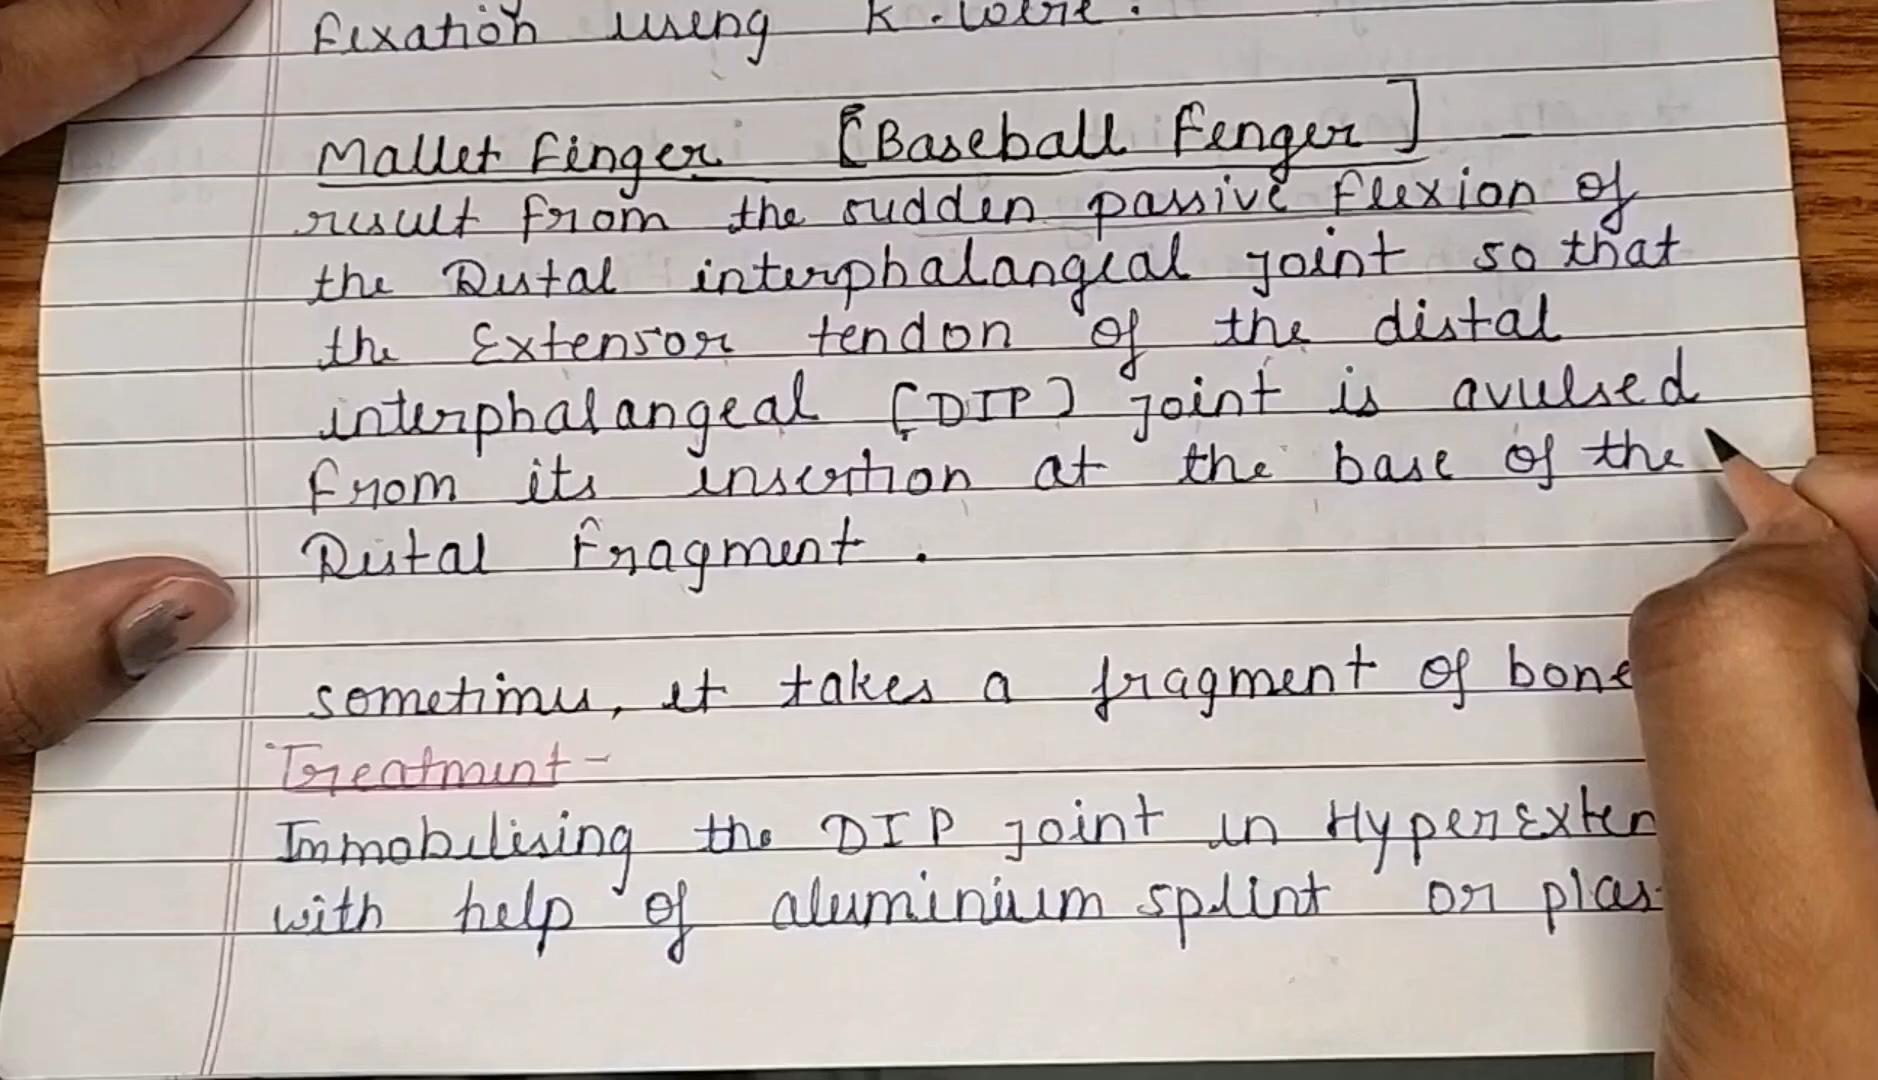 fixation using K.wire.
Mallet Finger [Baseball Finger]
result from the sudden passive flexion of
the Distal interphalangeal joint so that
the Extensor tendon of the distal
interphalangeal (DIP) joint is avulsed
from its insertion at the base of the
Distal Fragment.
sometimes, it takes a fragment of bone
Treatment-
Immobilising the DIP joint in HyperExten
with help of aluminium splint or plas